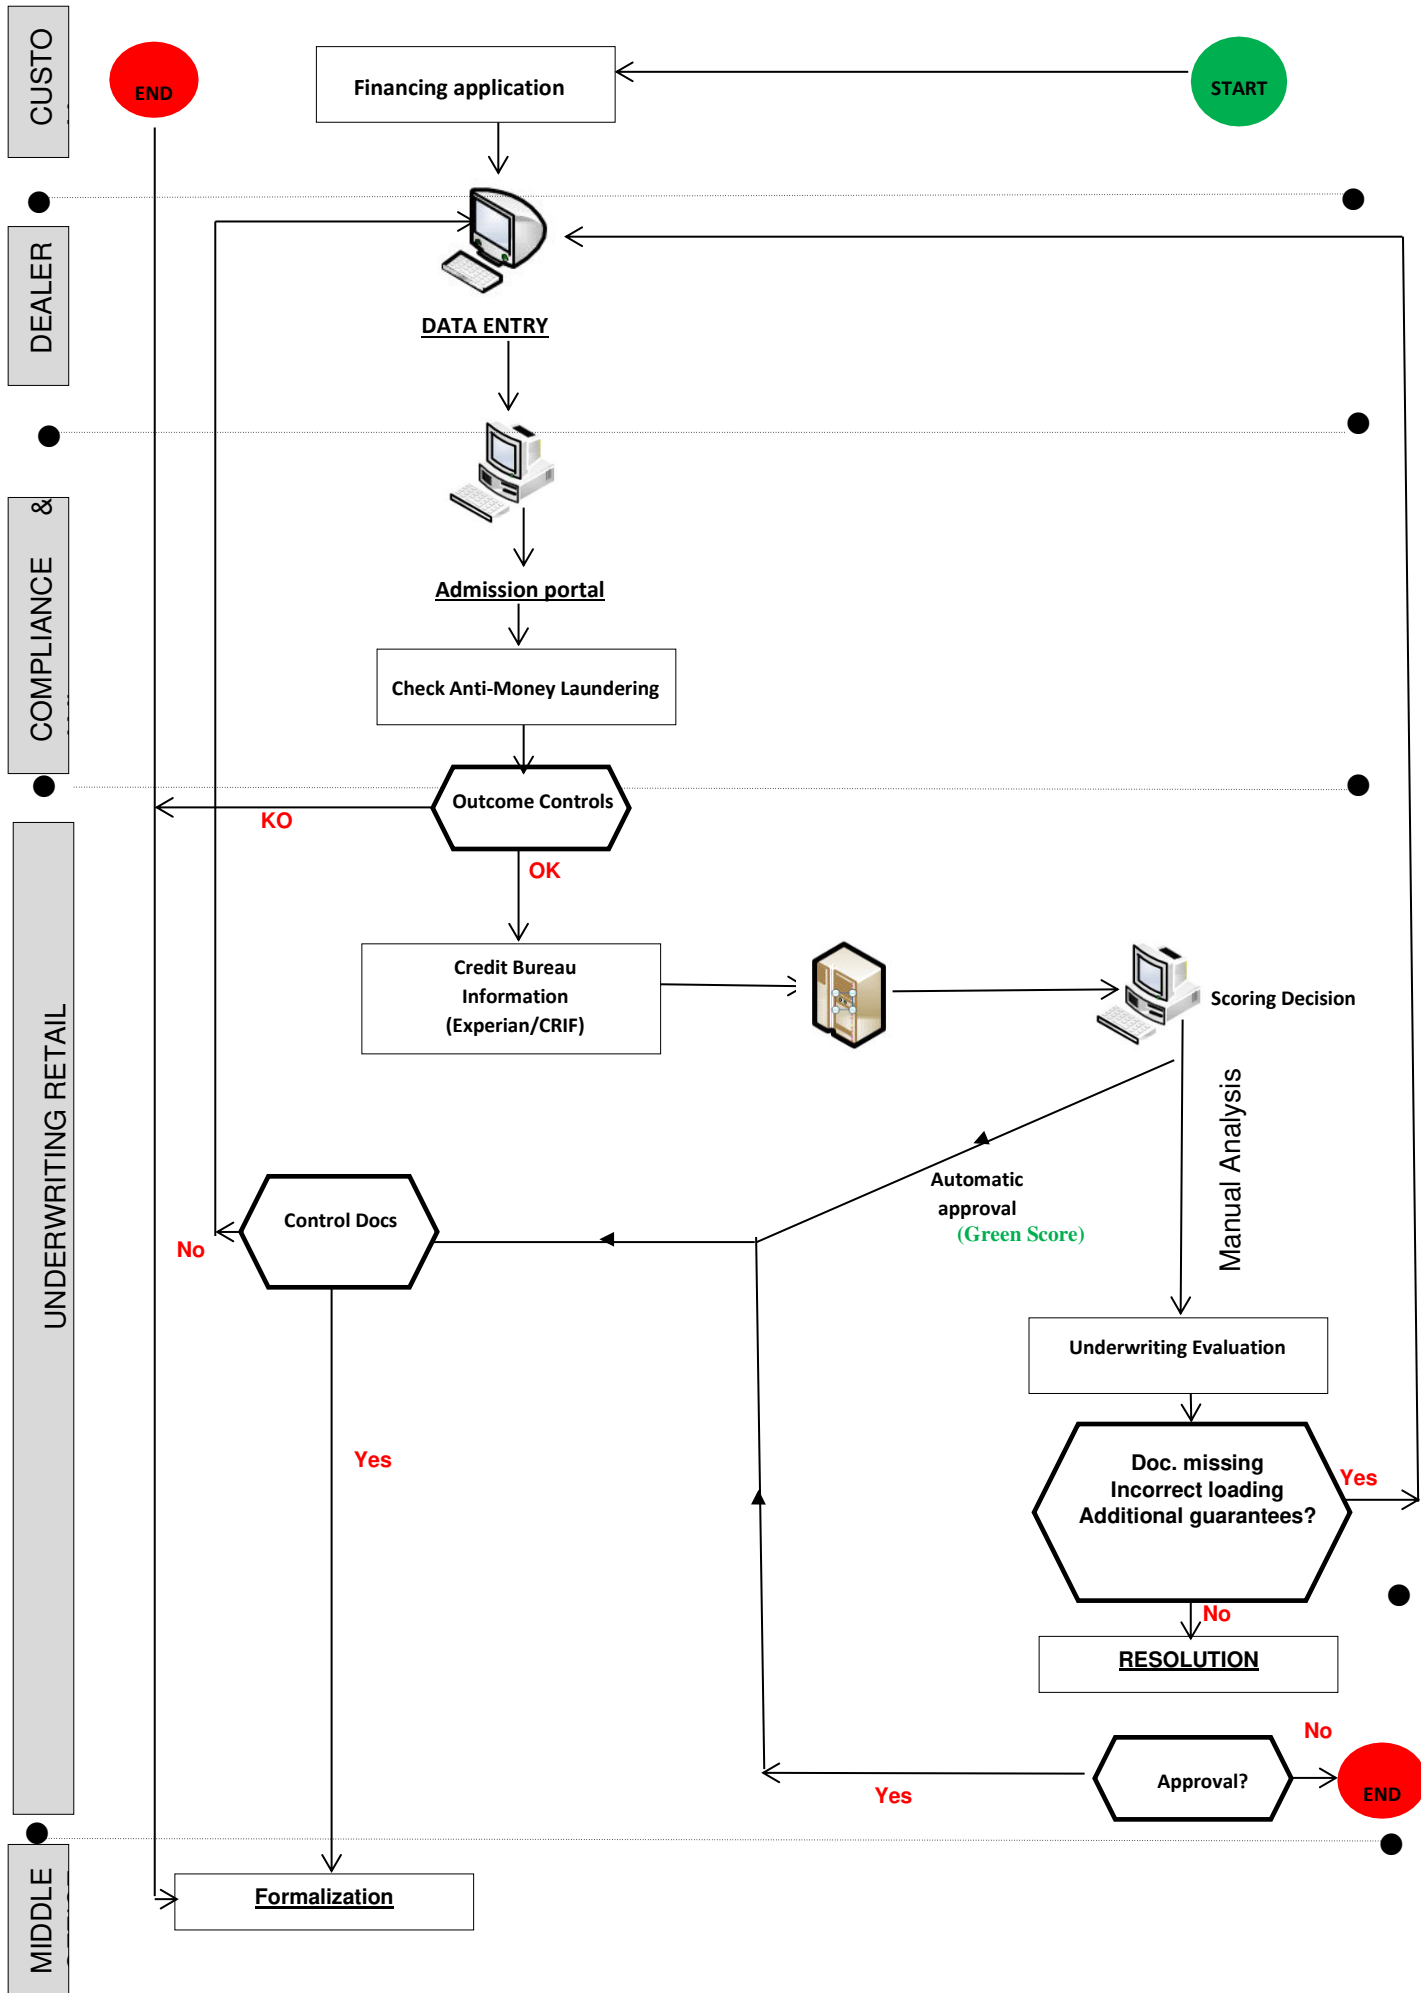 CUSTO
END
Financing application
START
DEALER
DATA ENTRY
COMPLIANCE &
Admission portal
Check Anti-Money Laundering
Outcome Controls
KO
OK
UNDERWRITING RETAIL
Credit Bureau
Information
(Experian/CRIF)
Scoring Decision
Manual Analysis
Automatic
approval
(Green Score)
Control Docs
No
Yes
Underwriting Evaluation
Doc. missing
Incorrect loading
Additional guarantees?
Yes
No
RESOLUTION
Approval?
No
END
Yes
MIDDLE
Formalization